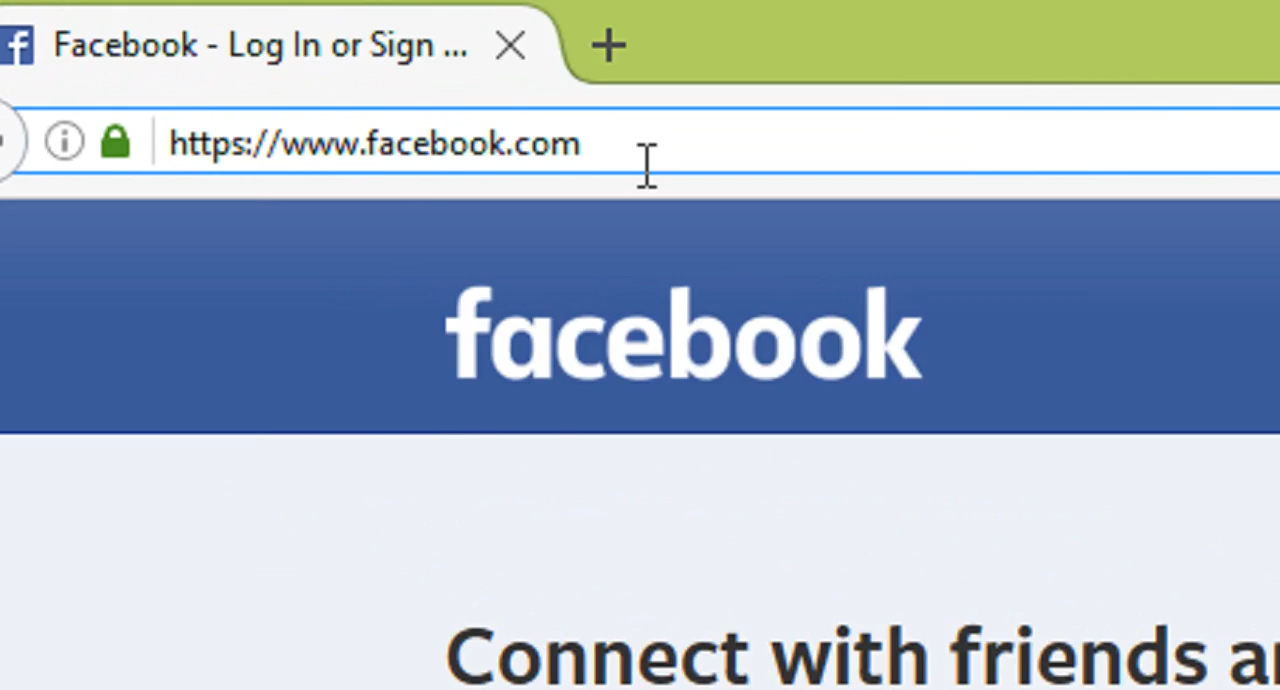 Facebook - Log In or Sign ...
https://www.facebook.com
facebook
Connect with friends